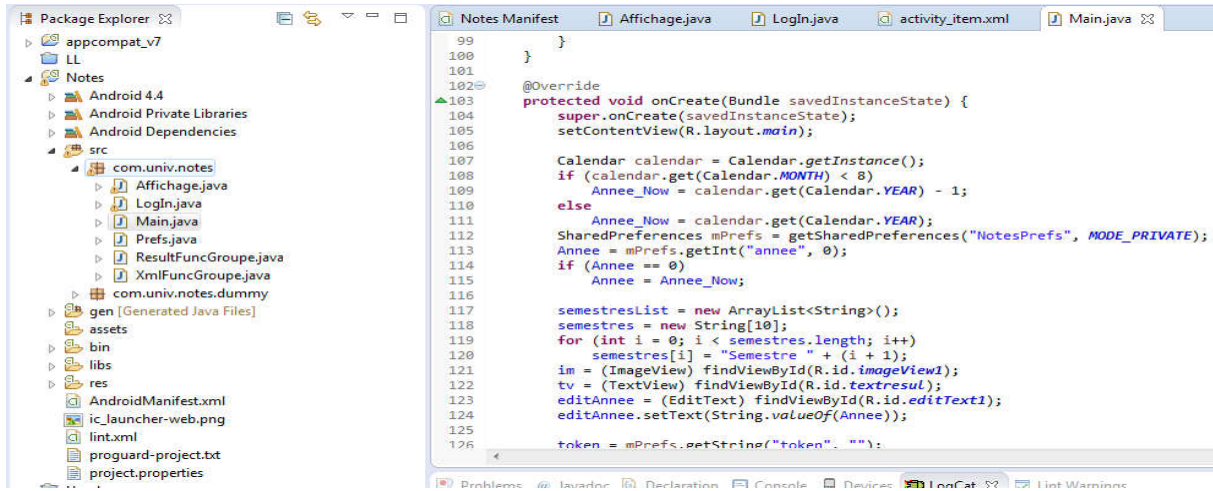 Package Explorer
appcompat_v7
LL
Notes
Android 4.4
Android Private Libraries
Android Dependencies
src
com.univ.notes
Affichage.java
LogIn.java
Main.java
Prefs.java
ResultFuncGroupe.java
XmlFuncGroupe.java
com.univ.notes.dummy
gen [Generated Java Files]
assets
bin
libs
res
AndroidManifest.xml
ic_launcher-web.png
lint.xml
proguard-project.txt
project.properties
Notes Manifest Affichage.java LogIn.java activity_item.xml Main.java
99 }
100 }
101
102 @Override
103 protected void onCreate(Bundle savedInstanceState) {
104 super.onCreate(savedInstanceState);
105 setContentView(R.layout.main);
106
107 Calendar calendar = Calendar.getInstance();
108 if (calendar.get(Calendar.MONTH) < 8)
109 Annee_Now = calendar.get(Calendar.YEAR) - 1;
110 else
111 Annee_Now = calendar.get(Calendar.YEAR);
112 SharedPreferences mPrefs = getSharedPreferences("NotesPrefs", MODE_PRIVATE);
113 Annee = mPrefs.getInt("annee", 0);
114 if (Annee == 0)
115 Annee = Annee_Now;
116
117 semestresList = new ArrayList<String>();
118 semestres = new String[10];
119 for (int i = 0; i < semestres.length; i++)
120 semestres[i] = "Semestre " + (i + 1);
121 im = (ImageView) findViewById(R.id.imageView1);
122 tv = (TextView) findViewById(R.id.textresul);
123 editAnnee = (EditText) findViewById(R.id.editText1);
124 editAnnee.setText(String.valueOf(Annee));
125
126 token = mPrefs.getString("token", "");
Problems @ Javadoc Declaration Console Devices LogCat Lint Warnings